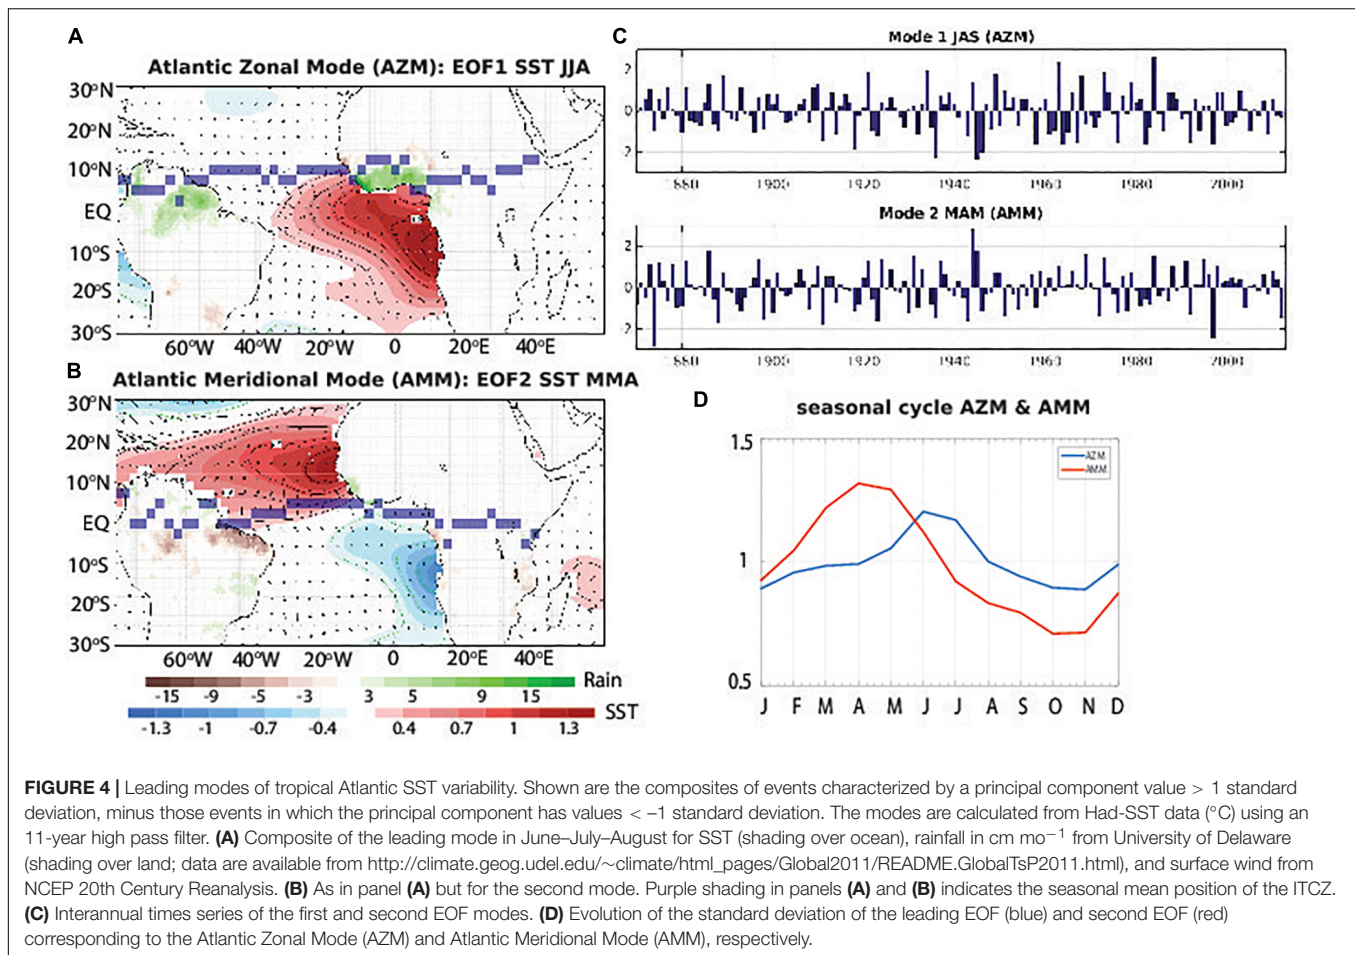 A
Atlantic Zonal Mode (AZM): EOF1 SST JJA
30°N
20°N
10°N
EQ
10°S
20°S
30°S
60°W 40°W 20°W 0 20°E 40°E
B
Atlantic Meridional Mode (AMM): EOF2 SST MMA
30°N
20°N
10°N
EQ
10°S
20°S
30°S
60°W 40°W 20°W 0 20°E 40°E
-15 -9 -5 -3 3 5 9 15 Rain
-1.3 -1 -0.7 -0.4 0.4 0.7 1 1.3 SST
C
Mode 1 JAS (AZM)
2
0
2
1900 1920 1940 1960 1980 2000
Mode 2 MAM (AMM)
2
0
2
1900 1920 1940 1960 1980 2000
D
seasonal cycle AZM & AMM
1.5
1
0.5
AZM
AMM
J F M A M J J A S O N D
FIGURE 4 | Leading modes of tropical Atlantic SST variability. Shown are the composites of events characterized by a principal component value > 1 standard
deviation, minus those events in which the principal component has values < –1 standard deviation. The modes are calculated from Had-SST data (°C) using an
11-year high pass filter. (A) Composite of the leading mode in June–July–August for SST (shading over ocean), rainfall in cm mo−1 from University of Delaware
(shading over land; data are available from http://climate.geog.udel.edu/∼climate/html_pages/Global2011/README.GlobalTsP2011.html), and surface wind from
NCEP 20th Century Reanalysis. (B) As in panel (A) but for the second mode. Purple shading in panels (A) and (B) indicates the seasonal mean position of the ITCZ.
(C) Interannual times series of the first and second EOF modes. (D) Evolution of the standard deviation of the leading EOF (blue) and second EOF (red)
corresponding to the Atlantic Zonal Mode (AZM) and Atlantic Meridional Mode (AMM), respectively.